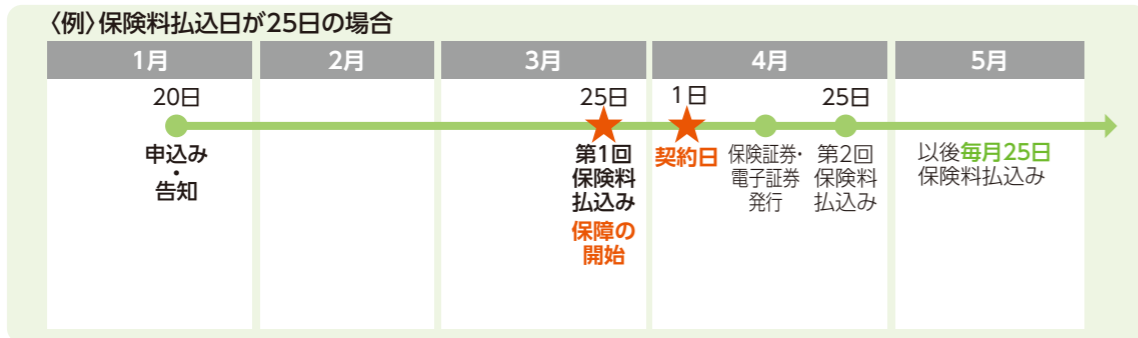 〈例〉保険料払込日が25日の場合
1月
2月
3月
4月
5月
20日
申込み
・
告知
25日
第1回
保険料
払込み
保障の
開始
1日
契約日
保険証券・
電子証券
発行
25日
第2回
保険料
払込み
以後毎月25日
保険料払込み